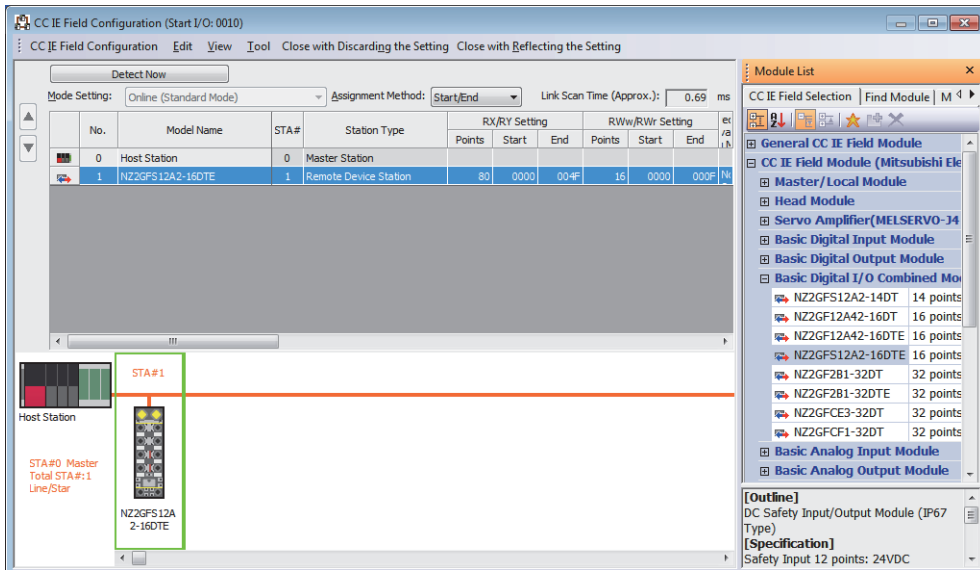 CC IE Field Configuration (Start I/O: 0010)
CC IE Field Configuration Edit View Tool Close with Discarding the Setting Close with Reflecting the Setting
Detect Now
Mode Setting: Online (Standard Mode) Assignment Method: Start/End Link Scan Time (Approx.): 0.69 ms
No. Model Name STA# Station Type RX/RY Setting RWw/RWr Setting
Points Start End Points Start End
0 Host Station 0 Master Station
1 NZ2GFS12A2-16DTE 1 Remote Device Station 80 0000 004F 16 0000 000F
STA#1
Host Station
STA#0 Master
Total STA#:1
Line/Star
NZ2GFS12A
2-16DTE
Module List
CC IE Field Selection Find Module M
General CC IE Field Module
CC IE Field Module (Mitsubishi Ele
Master/Local Module
Head Module
Servo Amplifier(MELSERVO-J4
Basic Digital Input Module
Basic Digital Output Module
Basic Digital I/O Combined Mo
NZ2GFS12A2-14DT 14 points
NZ2GF12A42-16DT 16 points
NZ2GF12A42-16DTE 16 points
NZ2GFS12A2-16DTE 16 points
NZ2GF2B1-32DT 32 points
NZ2GF2B1-32DTE 32 points
NZ2GFCE3-32DT 32 points
NZ2GFCF1-32DT 32 points
Basic Analog Input Module
Basic Analog Output Module
[Outline]
DC Safety Input/Output Module (IP67
Type)
[Specification]
Safety Input 12 points: 24VDC